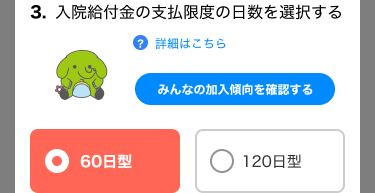 3. 入院給付金の支払限度の日数を選択する
? 詳細はこちら
みんなの加入傾向を確認する
60日型
120日型